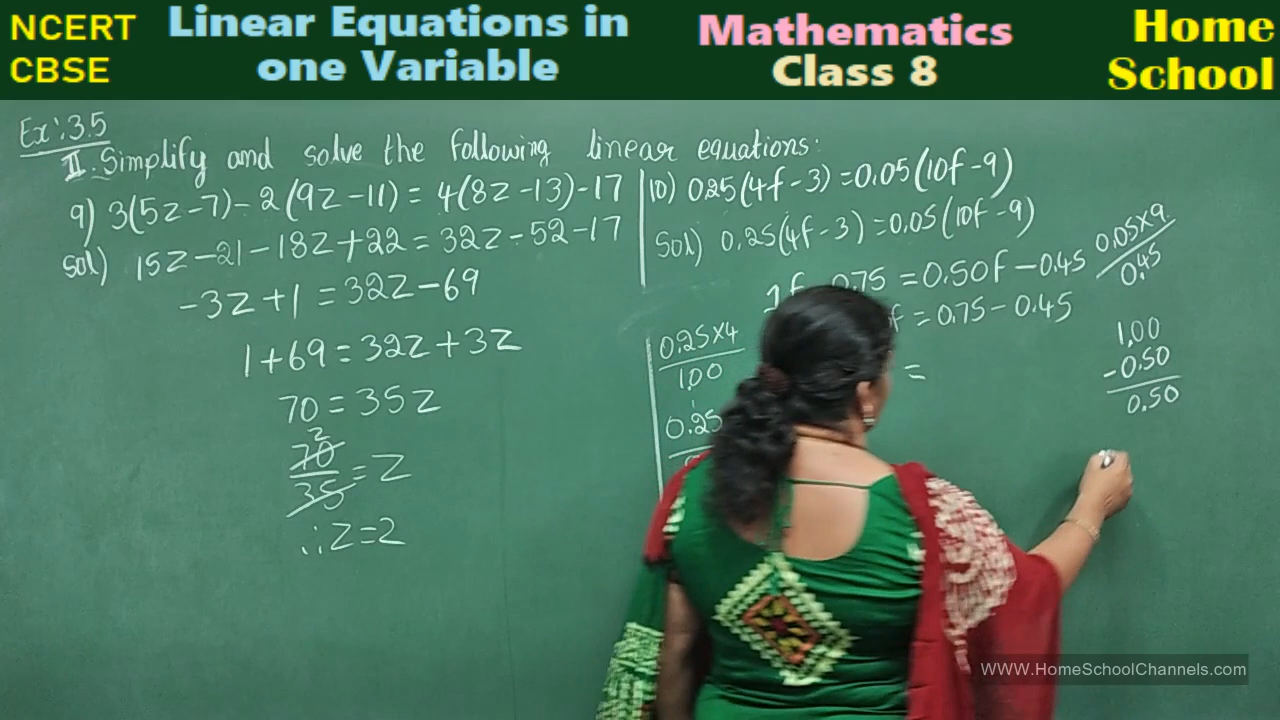 NCERT
CBSE
Linear Equations in
one Variable
Mathematics
Class 8
Home
School
Ex: 3.5
II. Simplify and solve the following linear equations:
9) 3(5z-7)-2(9z-11)=4(8z-13)-17
Sol) 15z-21-18z+22=32z-52-17
-3z+1=32z-69
1+69=32z+3z
70=35z
2
70/35=z
∴z=2
10) 0.25(4f-3)=0.05(10f-9)
Sol) 0.25(4f-3)=0.05(10f-9)
0.75=0.50f-0.45
f=0.75-0.45
=
0.25×4
1.00
0.25
0.05×9
0.45
1.00
-0.50
0.50
WWW.HomeSchoolChannels.com